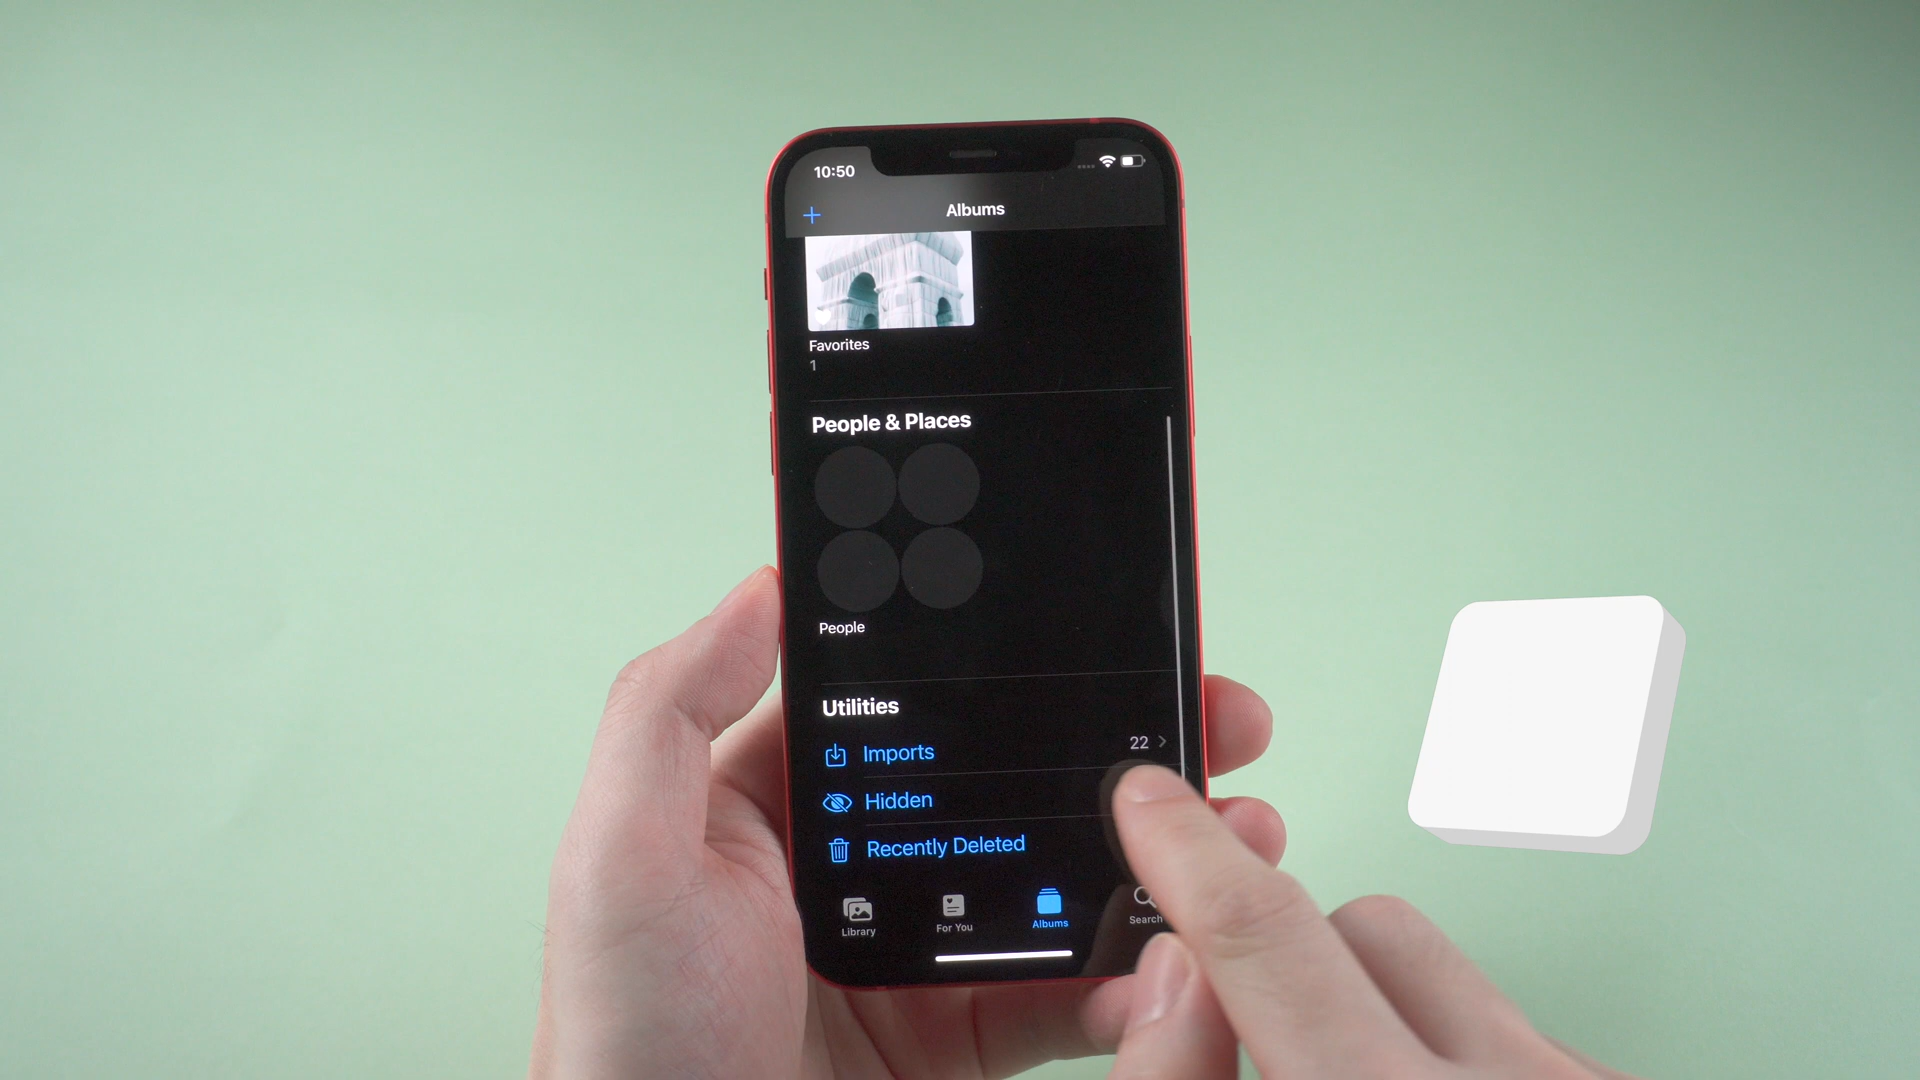 10:50
Albums
Favorites
1
People & Places
People
Utilities
Imports 22
Hidden
Recently Deleted
Library
For You
Albums
Search